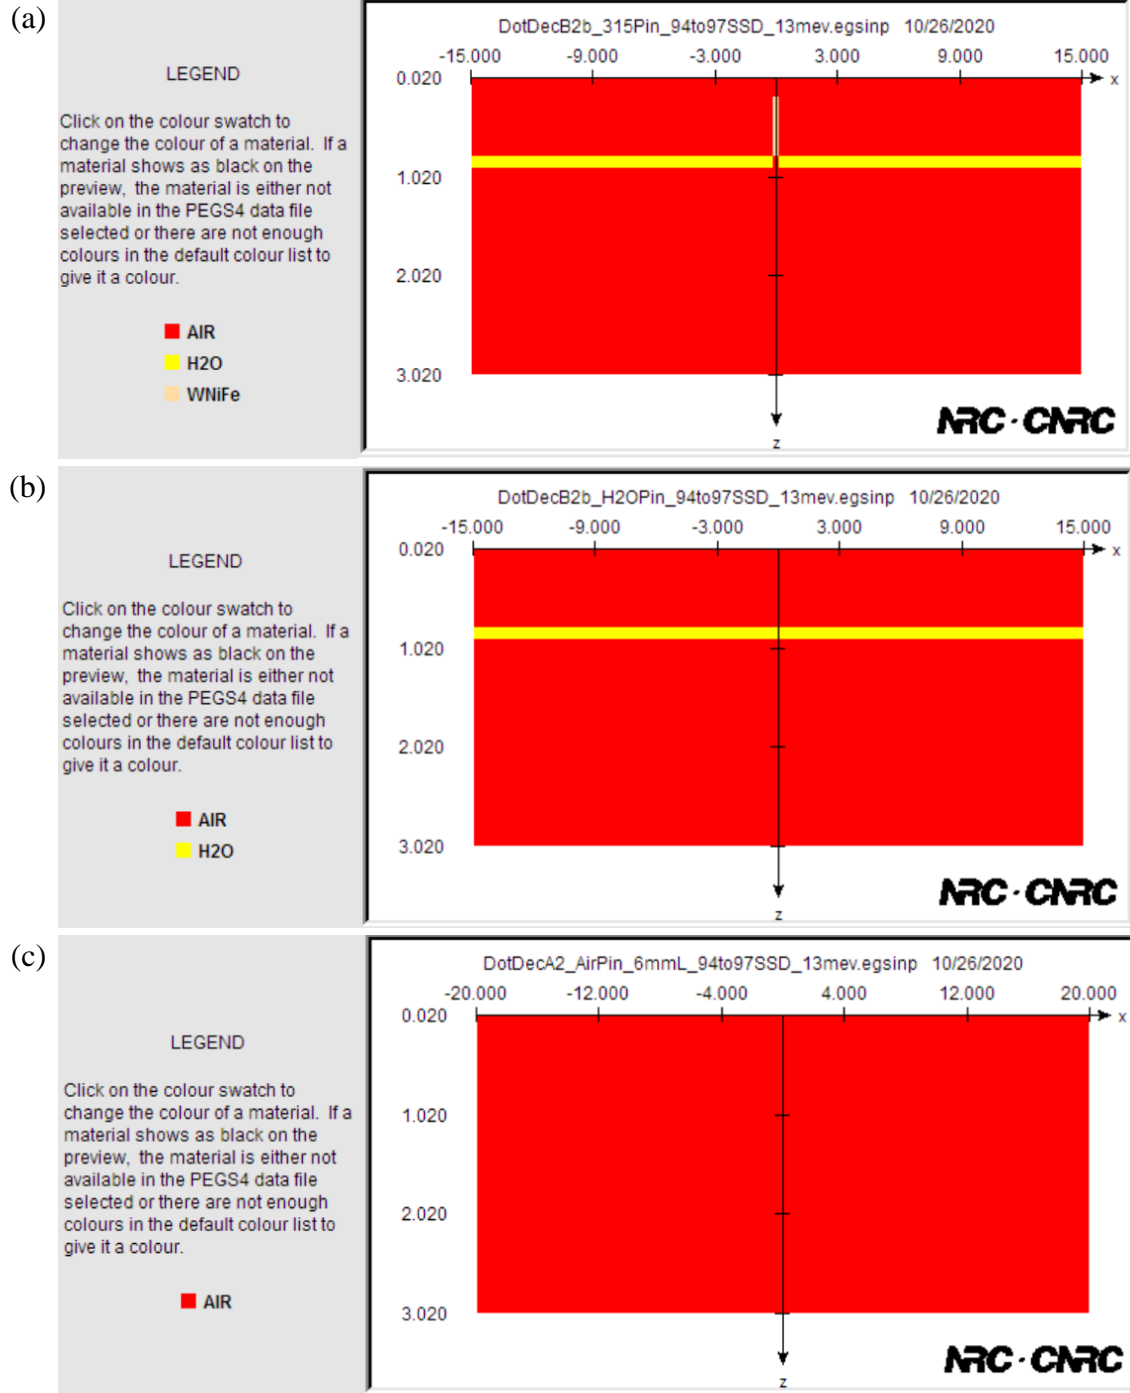 (a)
LEGEND
Click on the colour swatch to
change the colour of a material. If a
material shows as black on the
preview, the material is either not
available in the PEGS4 data file
selected or there are not enough
colours in the default colour list to
give it a colour.
AIR
H2O
WNiFe
DotDecB2b_315Pin_94to97SSD_13mev.egsinp 10/26/2020
-15.000 -9.000 -3.000 3.000 9.000 15.000
0.020 x
1.020
2.020
3.020
z
NRC·CNRC
(b)
LEGEND
Click on the colour swatch to
change the colour of a material. If a
material shows as black on the
preview, the material is either not
available in the PEGS4 data file
selected or there are not enough
colours in the default colour list to
give it a colour.
AIR
H2O
DotDecB2b_H2OPin_94to97SSD_13mev.egsinp 10/26/2020
-15.000 -9.000 -3.000 3.000 9.000 15.000
0.020 x
1.020
2.020
3.020
z
NRC·CNRC
(c)
LEGEND
Click on the colour swatch to
change the colour of a material. If a
material shows as black on the
preview, the material is either not
available in the PEGS4 data file
selected or there are not enough
colours in the default colour list to
give it a colour.
AIR
DotDecA2_AirPin_6mmL_94to97SSD_13mev.egsinp 10/26/2020
-20.000 -12.000 -4.000 4.000 12.000 20.000
0.020 x
1.020
2.020
3.020
z
NRC·CNRC